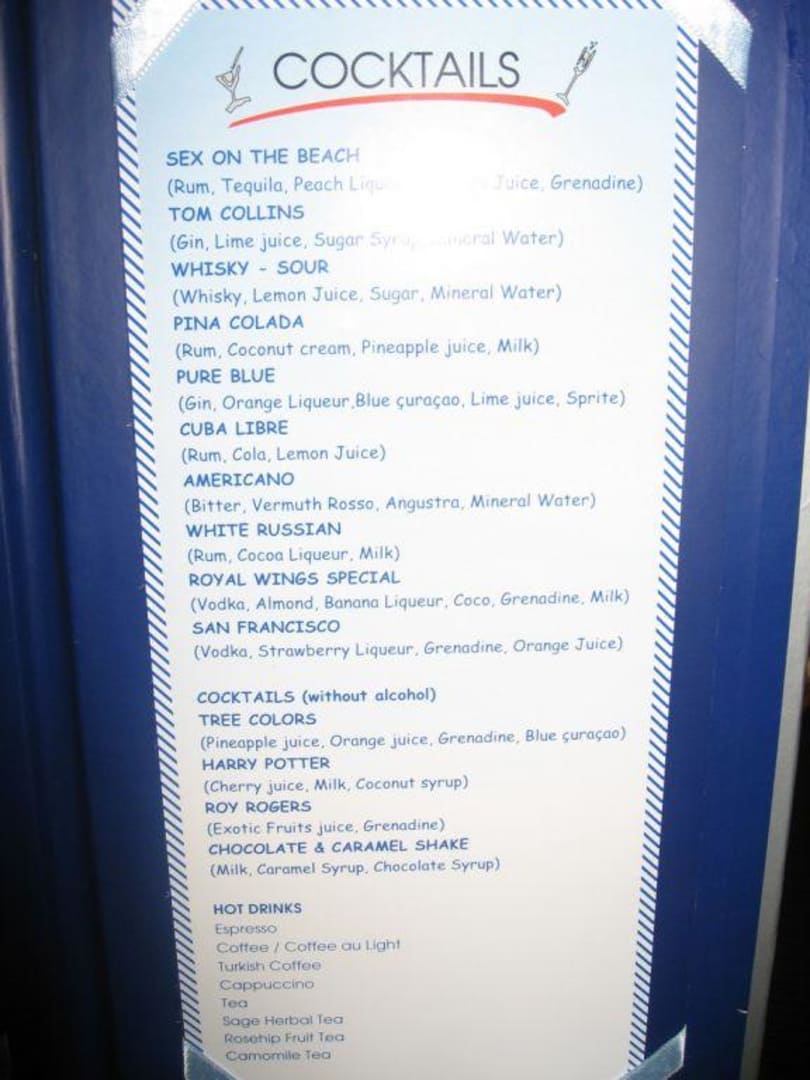 COCKTAILS
SEX ON THE BEACH
(Rum, Tequila, Peach Juice, Grenadine)
TOM COLLINS
(Gin, Lime juice, Sugar Syrup, Mineral Water)
WHISKY - SOUR
(Whisky, Lemon Juice, Sugar, Mineral Water)
PINA COLADA
(Rum, Coconut cream, Pineapple juice, Milk)
PURE BLUE
(Gin, Orange Liqueur,Blue çuraçao, Lime juice, Sprite)
CUBA LIBRE
(Rum, Cola, Lemon Juice)
AMERICANO
(Bitter, Vermuth Rosso, Angustra, Mineral Water)
WHITE RUSSIAN
(Rum, Cocoa Liqueur, Milk)
ROYAL WINGS SPECIAL
(Vodka, Almond, Banana Liqueur, Coco, Grenadine, Milk)
SAN FRANCISCO
(Vodka, Strawberry Liqueur, Grenadine, Orange Juice)
COCKTAILS (without alcohol)
TREE COLORS
(Pineapple juice, Orange juice, Grenadine, Blue çuraçao)
HARRY POTTER
(Cherry juice, Milk, Coconut syrup)
ROY ROGERS
(Exotic Fruits juice, Grenadine)
CHOCOLATE & CARAMEL SHAKE
(Milk, Caramel Syrup, Chocolate Syrup)
HOT DRINKS
Espresso
Coffee / Coffee au Light
Turkish Coffee
Cappuccino
Tea
Sage Herbal Tea
Rosehip Fruit Tea
Camomile Tea